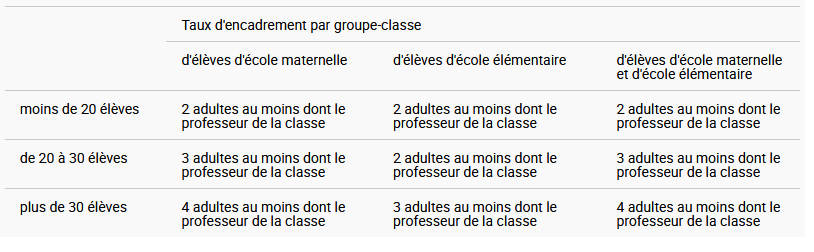 Taux d'encadrement par groupe-classe
d'élèves d'école maternelle d'élèves d'école élémentaire d'élèves d'école maternelle
et d'école élémentaire
moins de 20 élèves 2 adultes au moins dont le 2 adultes au moins dont le 2 adultes au moins dont le
professeur de la classe professeur de la classe professeur de la classe
de 20 à 30 élèves 3 adultes au moins dont le 2 adultes au moins dont le 3 adultes au moins dont le
professeur de la classe professeur de la classe professeur de la classe
plus de 30 élèves 4 adultes au moins dont le 3 adultes au moins dont le 4 adultes au moins dont le
professeur de la classe professeur de la classe professeur de la classe